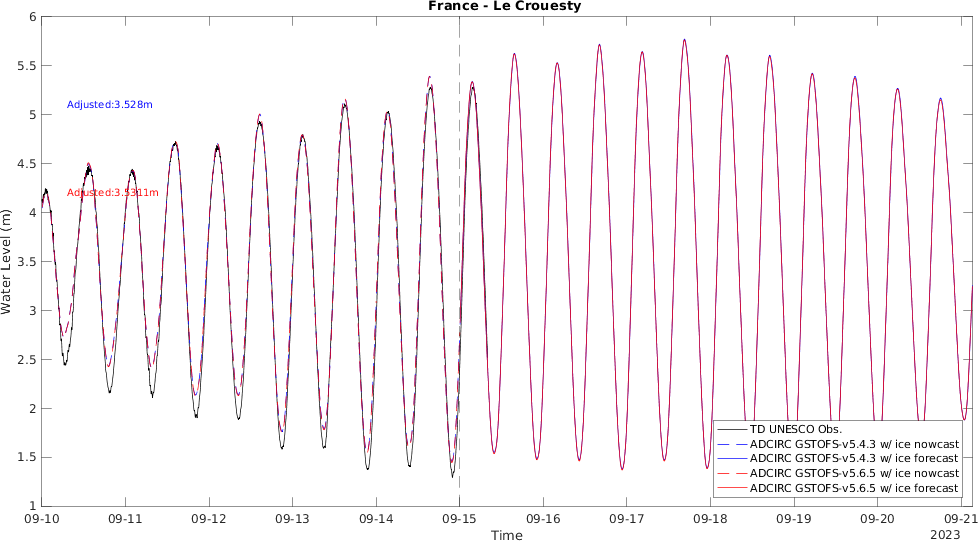 France - Le Crouesty
6
5.5
5
4.5
4
3.5
3
2.5
2
1.5
1
Water Level (m)
Adjusted:3.528m
Adjusted:3.5311m
TD UNESCO Obs.
ADCIRC GSTOFS-v5.4.3 w/ ice nowcast
ADCIRC GSTOFS-v5.4.3 w/ ice forecast
ADCIRC GSTOFS-v5.6.5 w/ ice nowcast
ADCIRC GSTOFS-v5.6.5 w/ ice forecast
09-10 09-11 09-12 09-13 09-14 09-15 09-16 09-17 09-18 09-19 09-20 09-21
Time
2023